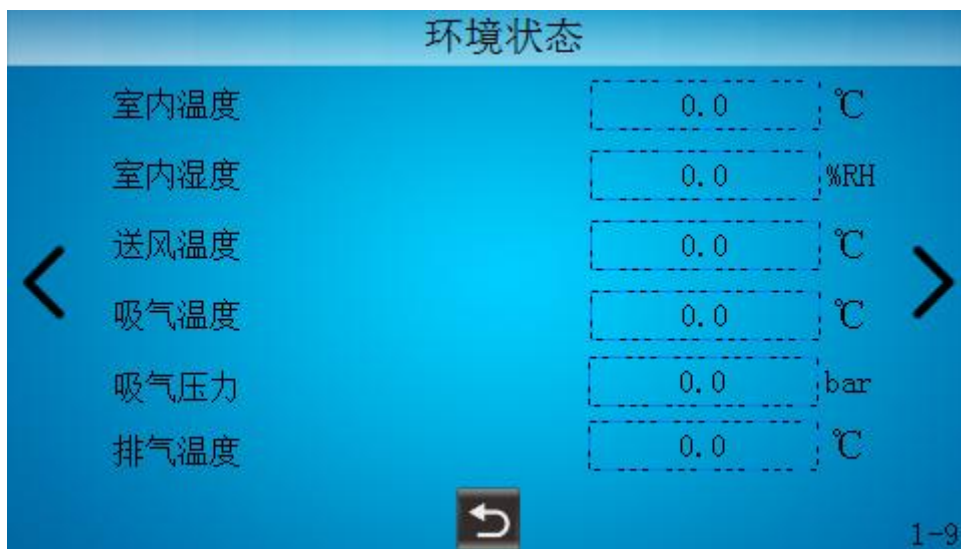 环境状态
室内温度 0.0 ℃
室内湿度 0.0 %RH
送风温度 0.0 ℃
吸气温度 0.0 ℃
吸气压力 0.0 bar
排气温度 0.0 ℃
1-9